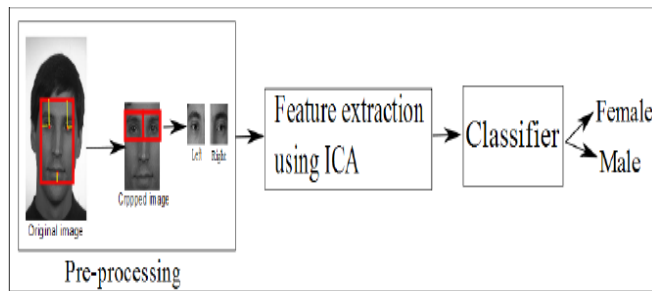 Original image
Cropped image
Left
Right
Pre-processing
Feature extraction
using ICA
Classifier
Female
Male